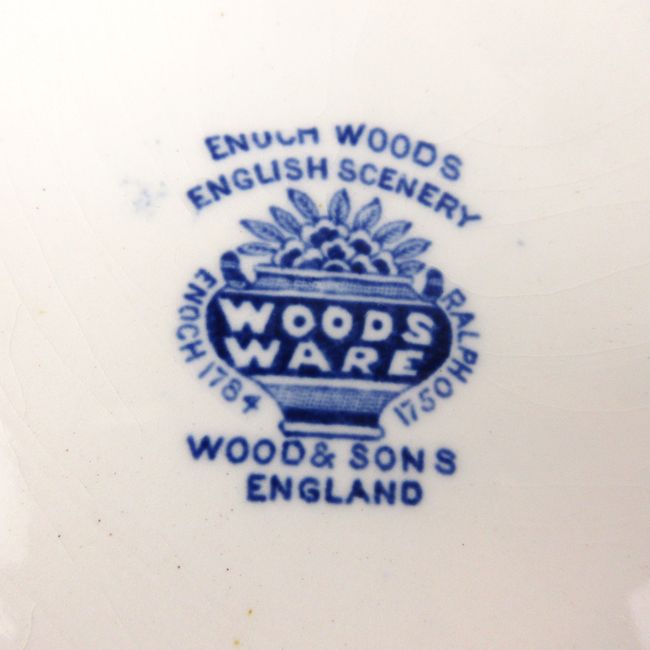 ENOCH WOODS
ENGLISH SCENERY
ENOCH 1784
RALPH 1750
WOODS
WARE
WOOD & SONS
ENGLAND